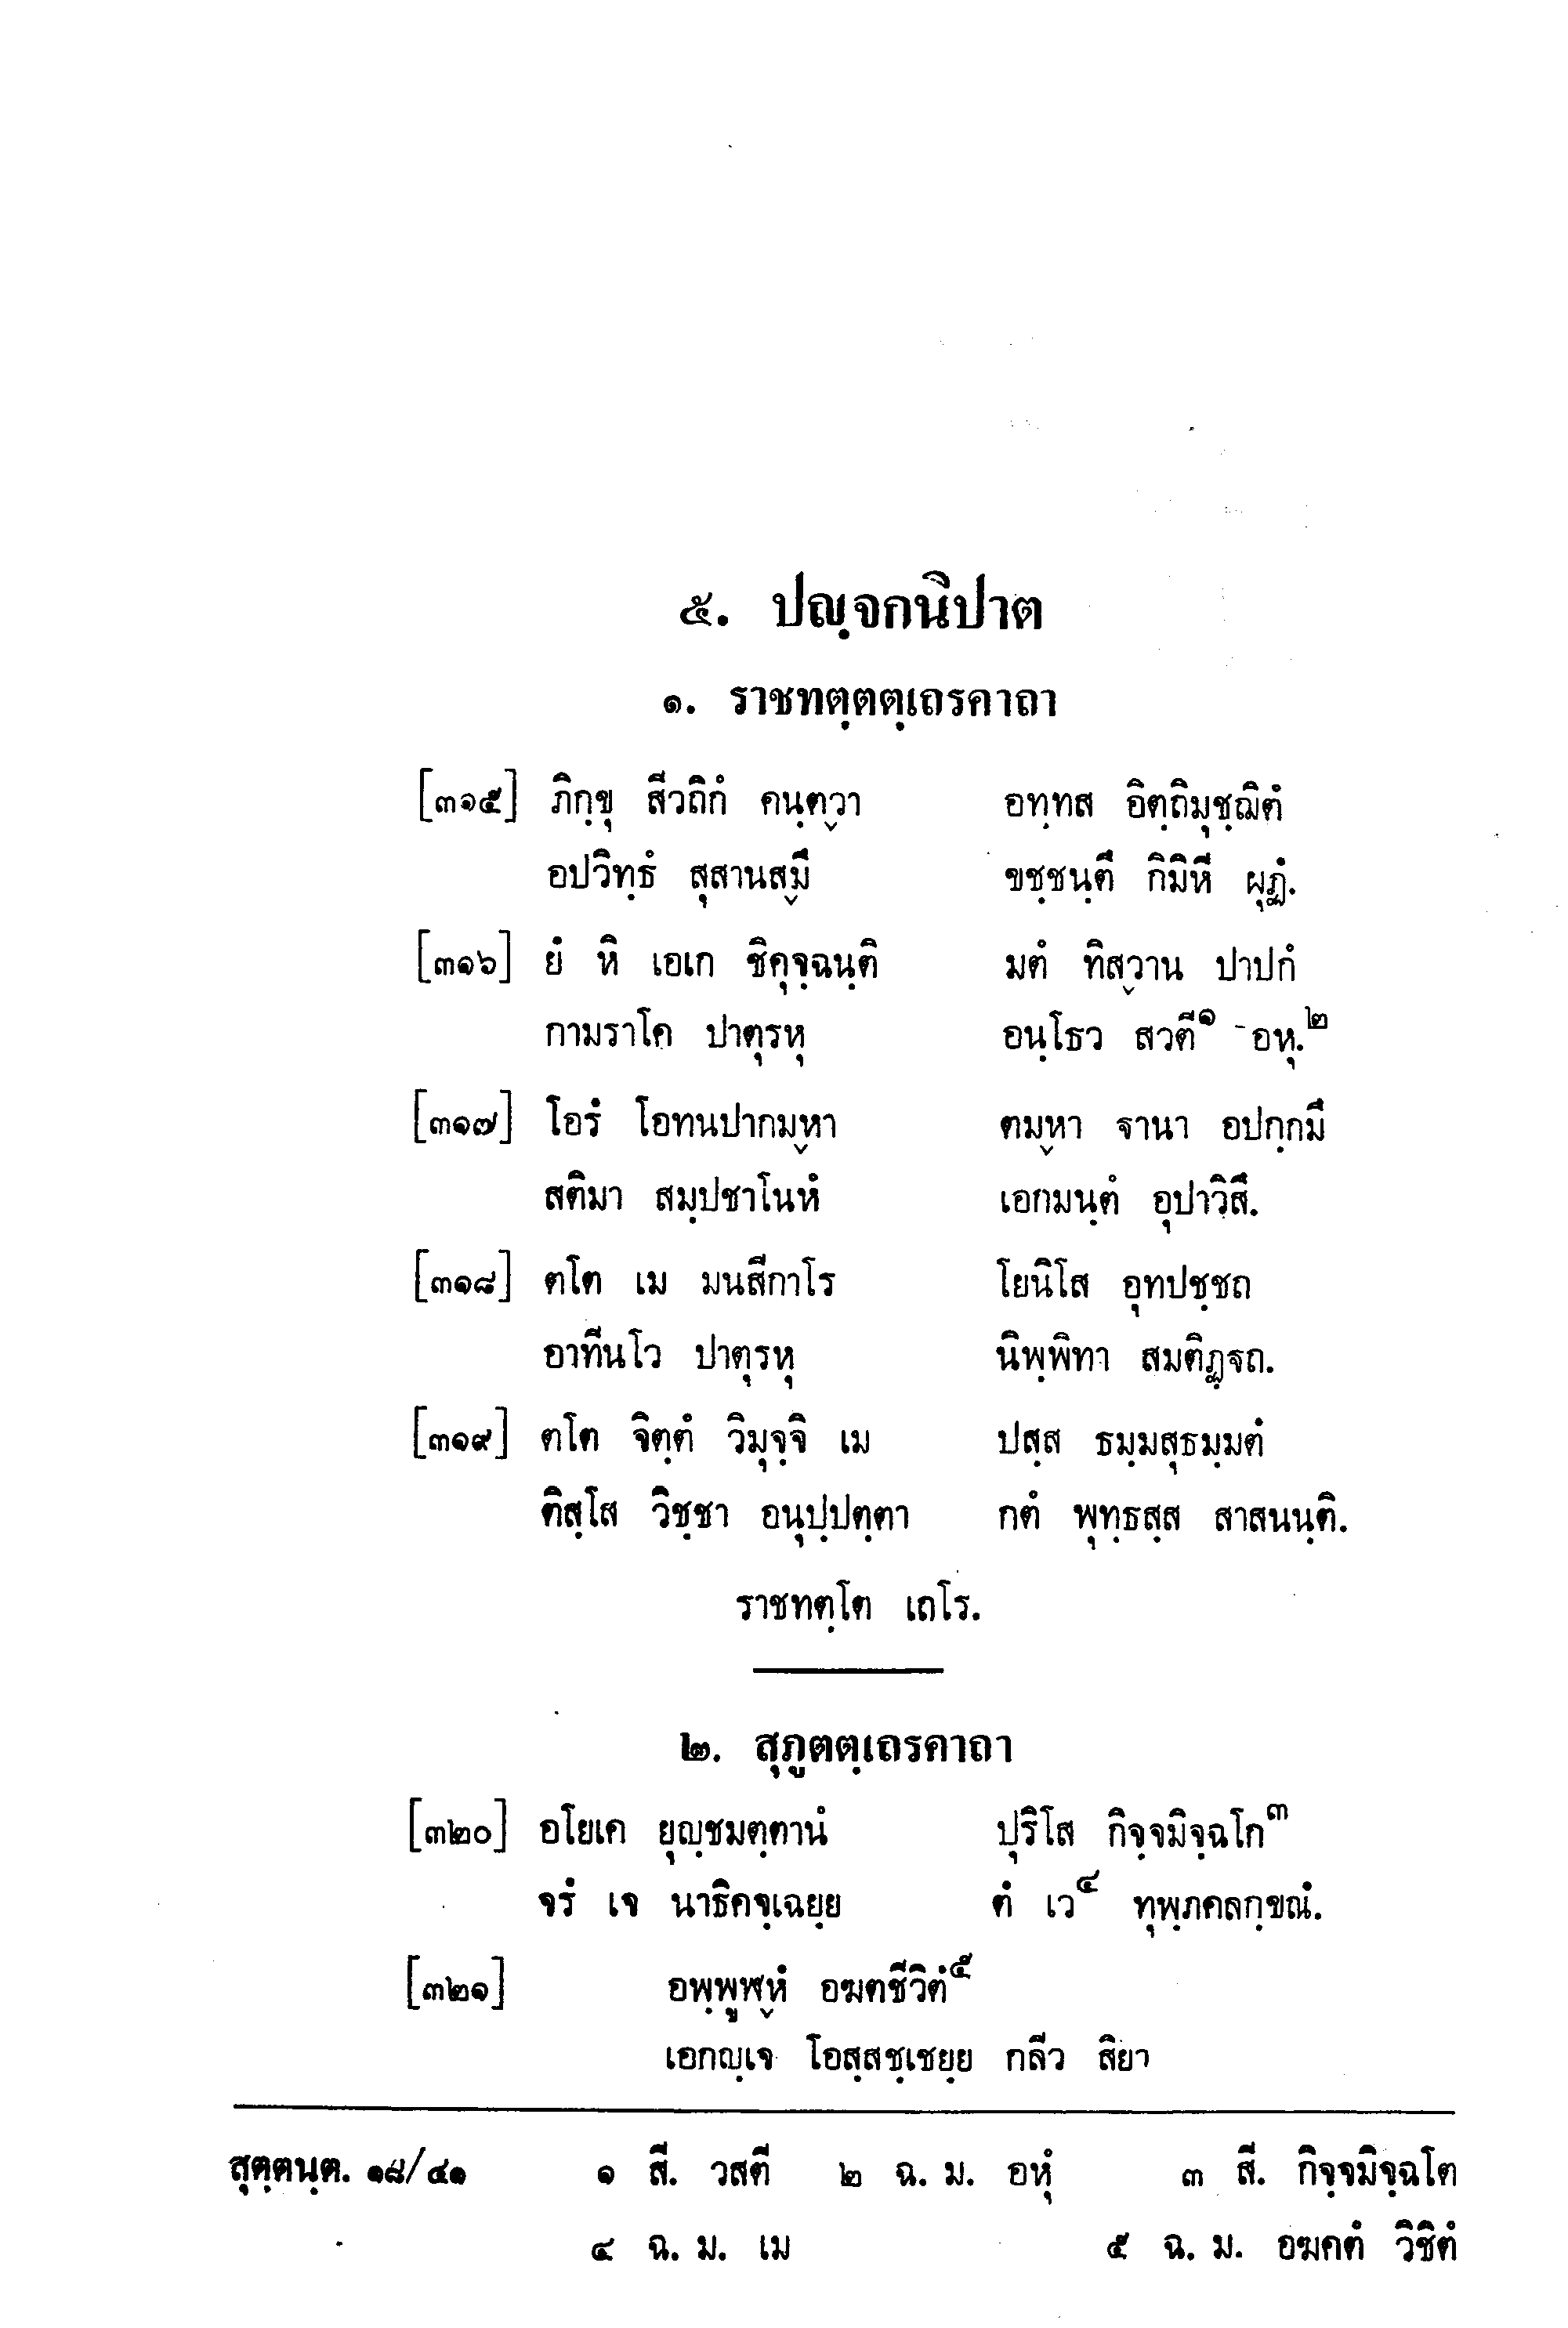 ๕. ปญฺจกนิปาต
๑. ราชทตฺตตฺเถรคาถา
[๓๑๕] ภิกฺขุ สีวถิกํ คนฺตฺวา อทฺทส อิตฺถิมุชฺฌิตํ
อปวิทฺธํ สุสานสฺมึ ขชฺชนฺตึ กิมิหี ผุฏํ.
[๓๑๖] ยํ หิ เอเก ชิคุจฺฉนฺติ มตํ ทิสฺวาน ปาปกํ
กามราโค ปาตุรหุ อนฺโธว สวตี๑ อหุ.๒
[๓๑๗] โอรํ โอทนปากมฺหา ตมฺหา ฐานา อปกฺกมึ
สติมา สมฺปชาโนหํ เอกมนฺตํ อุปาวิสึ.
[๓๑๘] ตโต เม มนสีกาโร โยนิโส อุทปชฺชถ
อาทีนโว ปาตุรหุ นิพฺพิทา สมติฏฺฐถ.
[๓๑๙] ตโต จิตฺตํ วิมุจฺจิ เม ปสฺส ธมฺมสุธมฺมตํ
ติสฺโส วิชฺชา อนุปฺปตฺตา กตํ พุทฺธสฺส สาสนนฺติ.
ราชทตฺโต เถโร.
๒. สุภูตตฺเถรคาถา
[๓๒๐] อโยเค ยุญฺชมตฺตานํ ปุริโส กิจฺจมิจฺฉโก๓
จรํ เจ นาธิคจฺเฉยฺย ตํ เว๔ ทุพฺภคลกฺขณํ.
[๓๒๑] อพฺพูฬฺหํ อฆตชีวิตํ๕
เอกญฺเจ โอสฺสชฺเชยฺย กลีว สิยา
สุตฺตนฺต. ๑๘/๔๑ ๑ สี. วสตี ๒ ฉ. ม. อหุํ ๓ สี. กิจฺจมิจฺฉโต
๔ ฉ. ม. เม ๕ ฉ. ม. อฆคตํ วิชิตํ